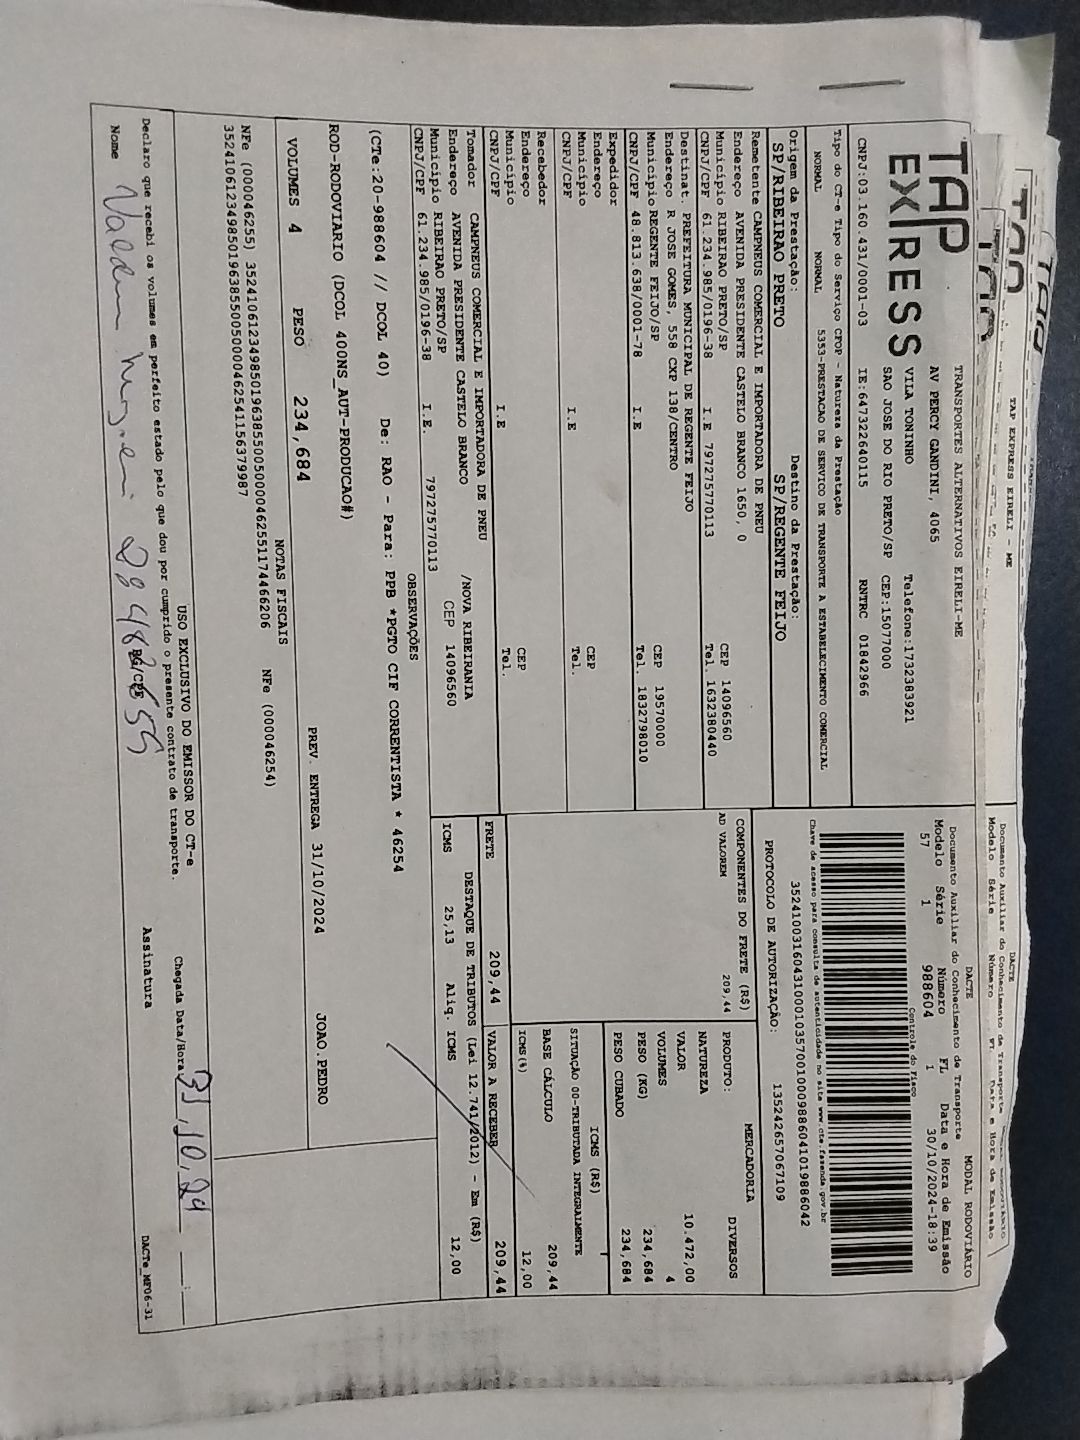 TAP EXPRESS EIRELI - ME
DACTE
Documento Auxiliar do Conhecimento de Transporte
Modelo Série Número
TAP
EXPRESS
TRANSPORTES ALTERNATIVOS EIRELI-ME
AV PERCY GANDINI, 4065
VILA TONINHO Telefone:1732383921
SAO JOSE DO RIO PRETO/SP CEP:15077000
CNPJ:03.160.431/0001-03 IE:647322640115 RNTRC 01842966
DACTE MODAL RODOVIÁRIO
Documento Auxiliar do Conhecimento de Transporte
Modelo Série Número FL Data e Hora de Emissão
57 1 988604 1 30/10/2024-18:39
Controle do Fisco
Tipo do CT-e Tipo do Serviço CFOP - Natureza da Prestação
NORMAL NORMAL 5353-PRESTACAO DE SERVICO DE TRANSPORTE A ESTABELECIMENTO COMERCIAL
Chave de acesso para consulta de autenticidade no site www.cte.fazenda.gov.br
35241003160431000103570010009886041019886042
Origem da Prestação: Destino da Prestação:
SP/RIBEIRAO PRETO SP/REGENTE FEIJO
PROTOCOLO DE AUTORIZAÇÃO: 135242657067109
Remetente CAMPNEUS COMERCIAL E IMPORTADORA DE PNEU
Endereço AVENIDA PRESIDENTE CASTELO BRANCO 1650, 0
Município RIBEIRAO PRETO/SP CEP 14096560
CNPJ/CPF 61.234.985/0196-38 I.E 797275770113 Tel. 1632380440
Destinat. PREFEITURA MUNICIPAL DE REGENTE FEIJO
Endereço R JOSE GOMES, 558 CXP 138/CENTRO
Município REGENTE FEIJO/SP CEP 19570000
CNPJ/CPF 48.813.638/0001-78 I.E Tel. 1832798010
Expedidor
Endereço
Município CEP
CNPJ/CPF I.E Tel.
Recebedor
Endereço
Município CEP
CNPJ/CPF I.E Tel.
Tomador CAMPNEUS COMERCIAL E IMPORTADORA DE PNEU
Endereço AVENIDA PRESIDENTE CASTELO BRANCO /NOVA RIBEIRANIA
Município RIBEIRAO PRETO/SP CEP 14096560
CNPJ/CPF 61.234.985/0196-38 I.E. 797275770113
COMPONENTES DO FRETE (R$)
AD VALOREM 209,44
PRODUTO: MERCADORIA
NATUREZA DIVERSOS
VALOR 10.472,00
VOLUMES 4
PESO (KG) 234,684
PESO CUBADO 234,684
ICMS (R$)
SITUAÇÃO 00-TRIBUTADA INTEGRALMENTE
BASE CÁLCULO 209,44
ICMS(%) 12,00
FRETE 209,44 VALOR A RECEBER 209,44
DESTAQUE DE TRIBUTOS (Lei 12.741/2012) - Em (R$)
ICMS 25,13 Aliq. ICMS 12,00
OBSERVAÇÕES
(CTe:20-988604 // DCOL 40) De: RAO - Para: PPB *PGTO CIF CORRENTISTA * 46254
ROD-RODOVIARIO (DCOL 400NS_AUT-PRODUCAO#)
VOLUMES 4 PESO 234,684 PREV. ENTREGA 31/10/2024 JOAO.PEDRO
NOTAS FISCAIS
NFe (000046255) 35241061234985019638550050000462551174466206 NFe (000046254)
35241061234985019638550050000462541156379987
USO EXCLUSIVO DO EMISSOR DO CT-e
Declaro que recebi os volumes em perfeito estado pelo que dou por cumprido o presente contrato de transporte.
Chegada Data/Hora 31,10,24
Nome RG/CPF Assinatura
DACTe_MF06-31